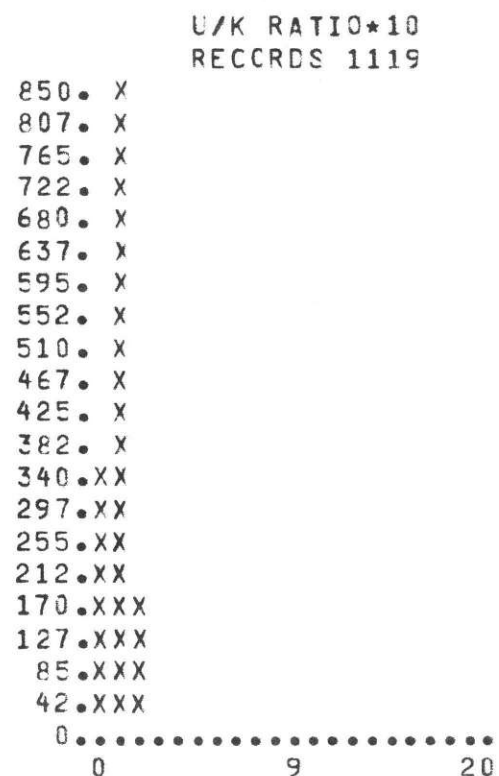 U/K RATIO*10
RECORDS 1119
850. X
807. X
765. X
722. X
680. X
637. X
595. X
552. X
510. X
467. X
425. X
382. X
340.XX
297.XX
255.XX
212.XX
170.XXX
127.XXX
85.XXX
42.XXX
0......................
0 9 20